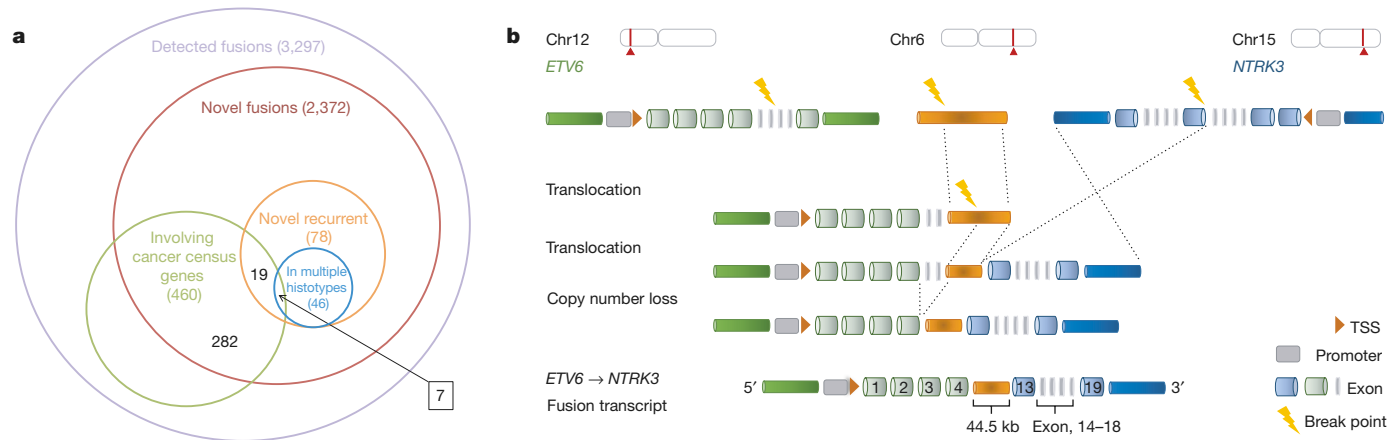 a
Detected fusions (3,297)
Novel fusions (2,372)
Novel recurrent
(78)
Involving
cancer census
genes
(460)
19
In multiple
histotypes
(46)
282
7
b
Chr12
ETV6
Chr6
Chr15
NTRK3
Translocation
Translocation
Copy number loss
TSS
Promoter
Exon
Break point
ETV6 → NTRK3
Fusion transcript
5′
1
2
3
4
13
19
3′
44.5 kb
Exon, 14–18